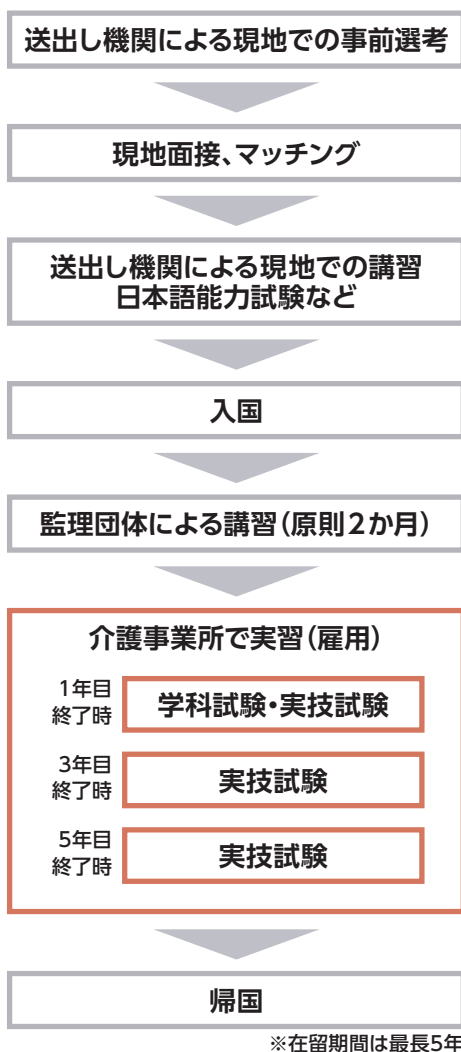 送出し機関による現地での事前選考
現地面接、マッチング
送出し機関による現地での講習
日本語能力試験など
入国
監理団体による講習(原則2か月)
介護事業所で実習(雇用)
1年目
終了時
学科試験・実技試験
3年目
終了時
実技試験
5年目
終了時
実技試験
帰国
※在留期間は最長5年